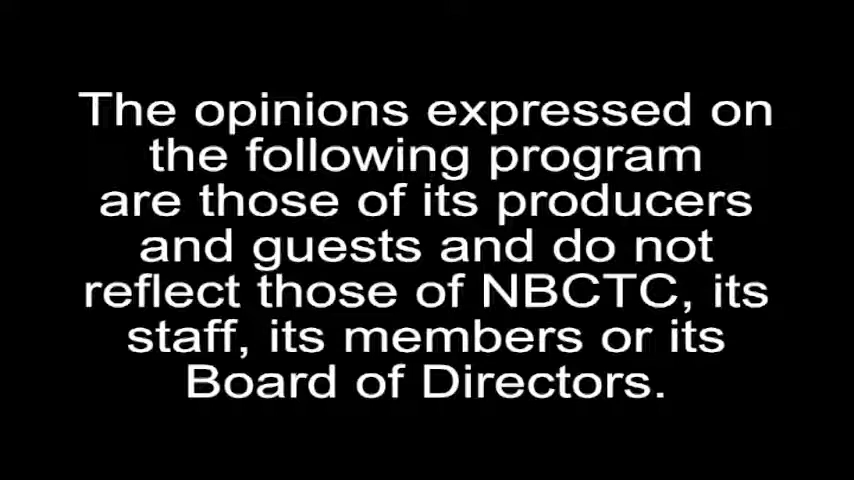 The opinions expressed on
the following program
are those of its producers
and guests and do not
reflect those of NBCTC, its
staff, its members or its
Board of Directors.